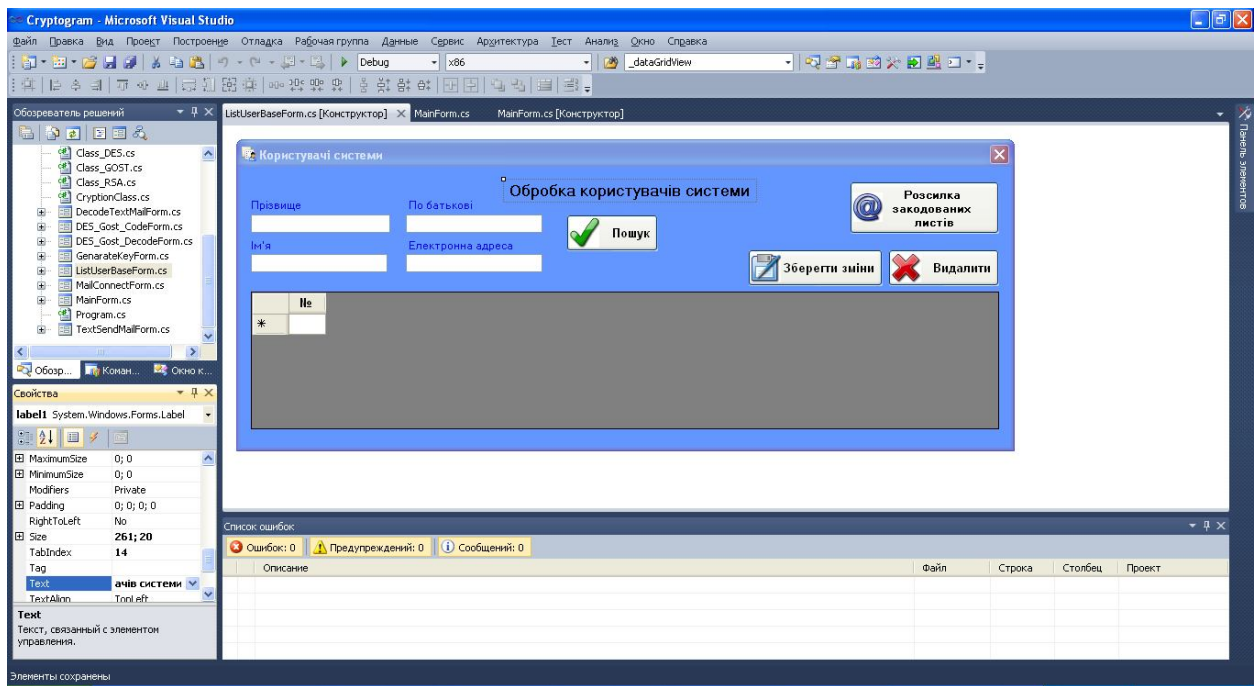 Cryptogram - Microsoft Visual Studio
Файл Правка Вид Проект Построение Отладка Рабочая группа Данные Сервис Архитектура Тест Анализ Окно Справка
Debug x86 _dataGridView
Обозреватель решений
ListUserBaseForm.cs [Конструктор] MainForm.cs MainForm.cs [Конструктор]
Панель элементов
Class_DES.cs
Class_GOST.cs
Class_RSA.cs
CryptionClass.cs
DecodeTextMailForm.cs
DES_Gost_CodeForm.cs
DES_Gost_DecodeForm.cs
GenarateKeyForm.cs
ListUserBaseForm.cs
MailConnectForm.cs
MainForm.cs
Program.cs
TextSendMailForm.cs
Обозр... Коман... Окно к...
Користувачі системи
Обробка користувачів системи
Прізвище По батькові
Ім'я Електронна адреса
Пошук
Розсилка
закодованих
листів
Зберегти зміни Видалити
№
Свойства
label1 System.Windows.Forms.Label
MaximumSize 0; 0
MinimumSize 0; 0
Modifiers Private
Padding 0; 0; 0; 0
RightToLeft No
Size 261; 20
TabIndex 14
Tag
Text ачів системи
TextAlign TopLeft
Text
Текст, связанный с элементом
управления.
Список ошибок
Ошибок: 0 Предупреждений: 0 Сообщений: 0
Описание Файл Строка Столбец Проект
Элементы сохранены